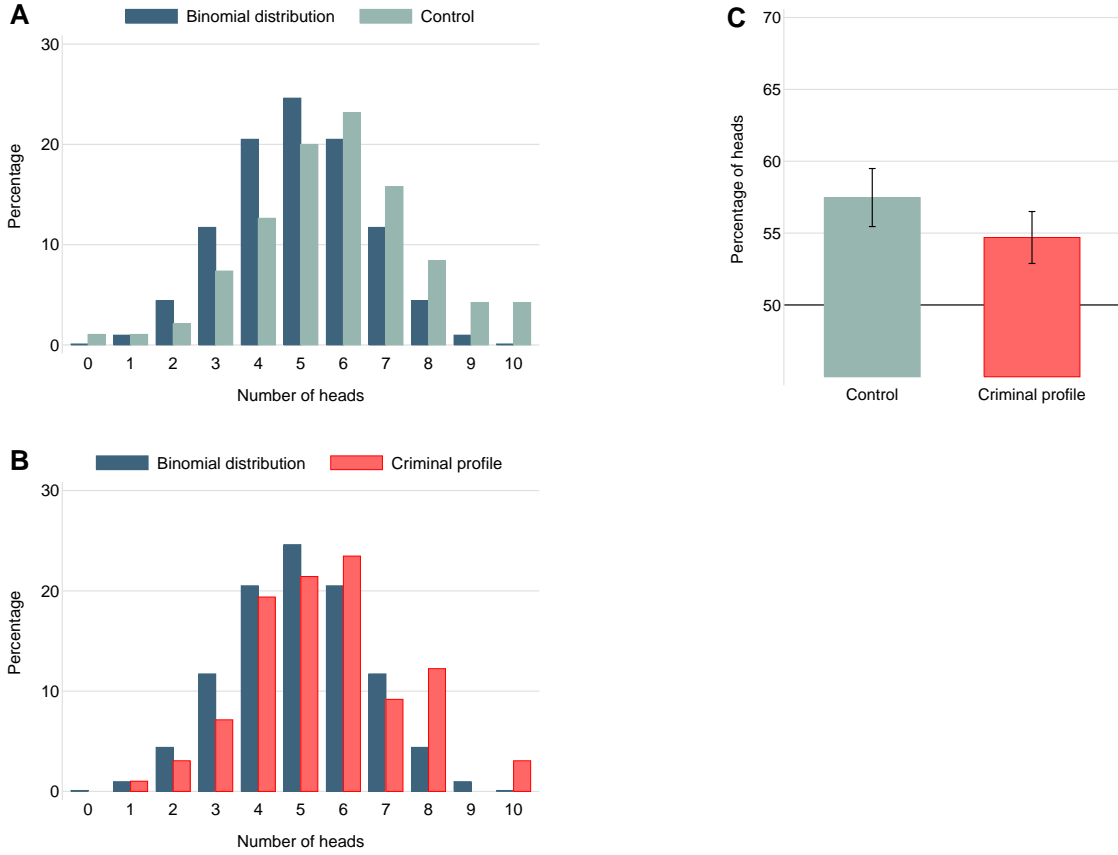 A
Binomial distribution Control
30
20
10
0
Percentage
0 1 2 3 4 5 6 7 8 9 10
Number of heads
C
70
65
60
55
50
Percentage of heads
Control Criminal profile
B
Binomial distribution Criminal profile
30
20
10
0
Percentage
0 1 2 3 4 5 6 7 8 9 10
Number of heads